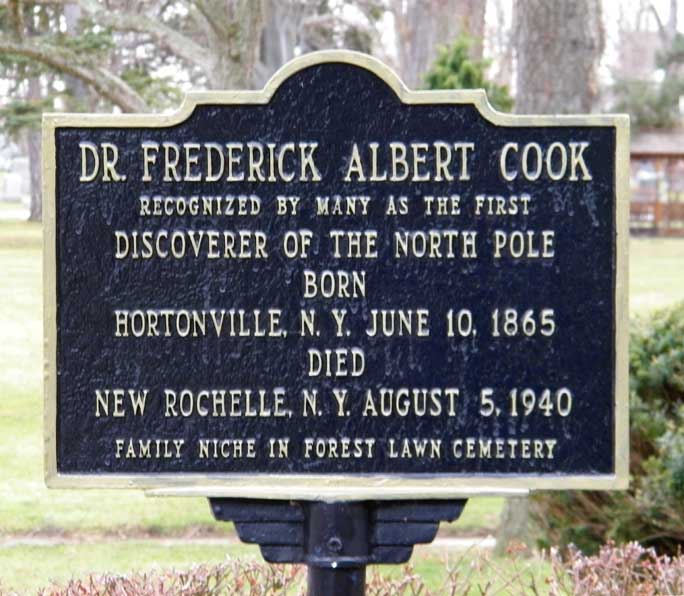 DR. FREDERICK ALBERT COOK
RECOGNIZED BY MANY AS THE FIRST
DISCOVERER OF THE NORTH POLE
BORN
HORTONVILLE, N. Y. JUNE 10, 1865
DIED
NEW ROCHELLE, N. Y. AUGUST 5, 1940
FAMILY NICHE IN FOREST LAWN CEMETERY